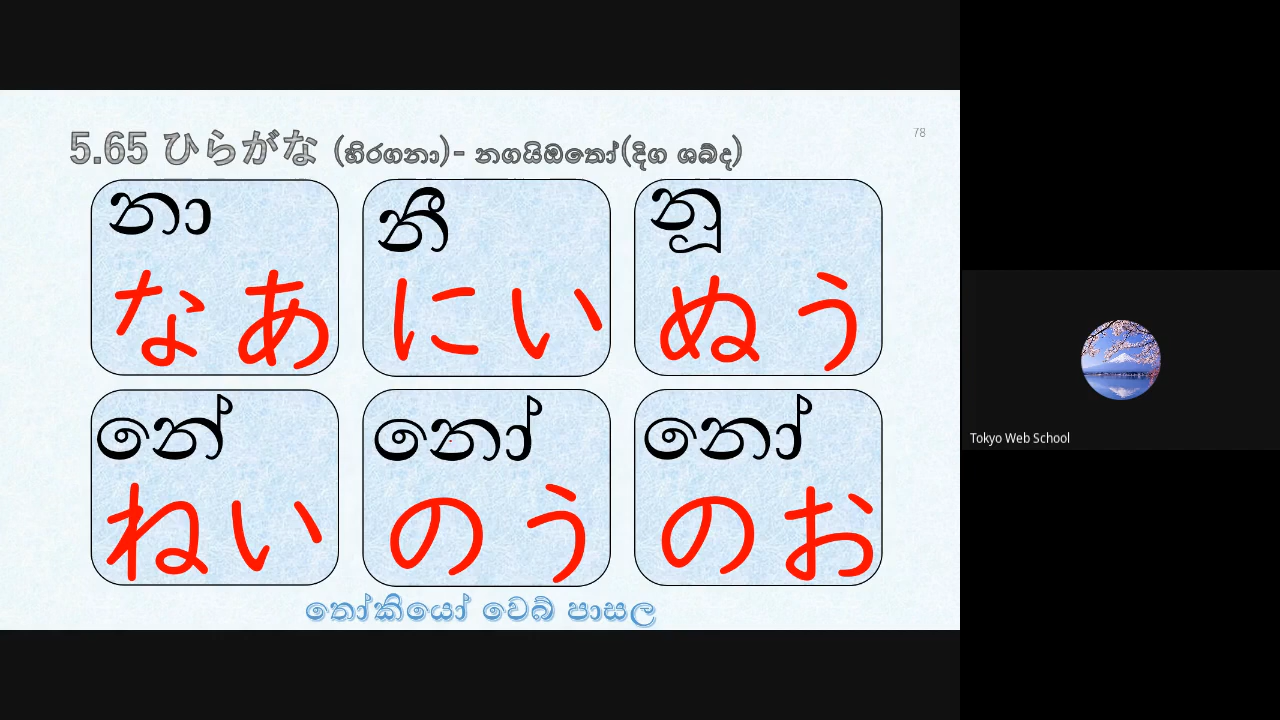 78
5.65 ひらがな (හිරගනා)- නගයිඔතෝ(දිග ශබ්ද)
නා
නී
නූ
なあ
にい
ぬう
නේ
නෝ
නෝ
ねい
のう
のお
තෝකියෝ වෙබ් පාසල
Tokyo Web School